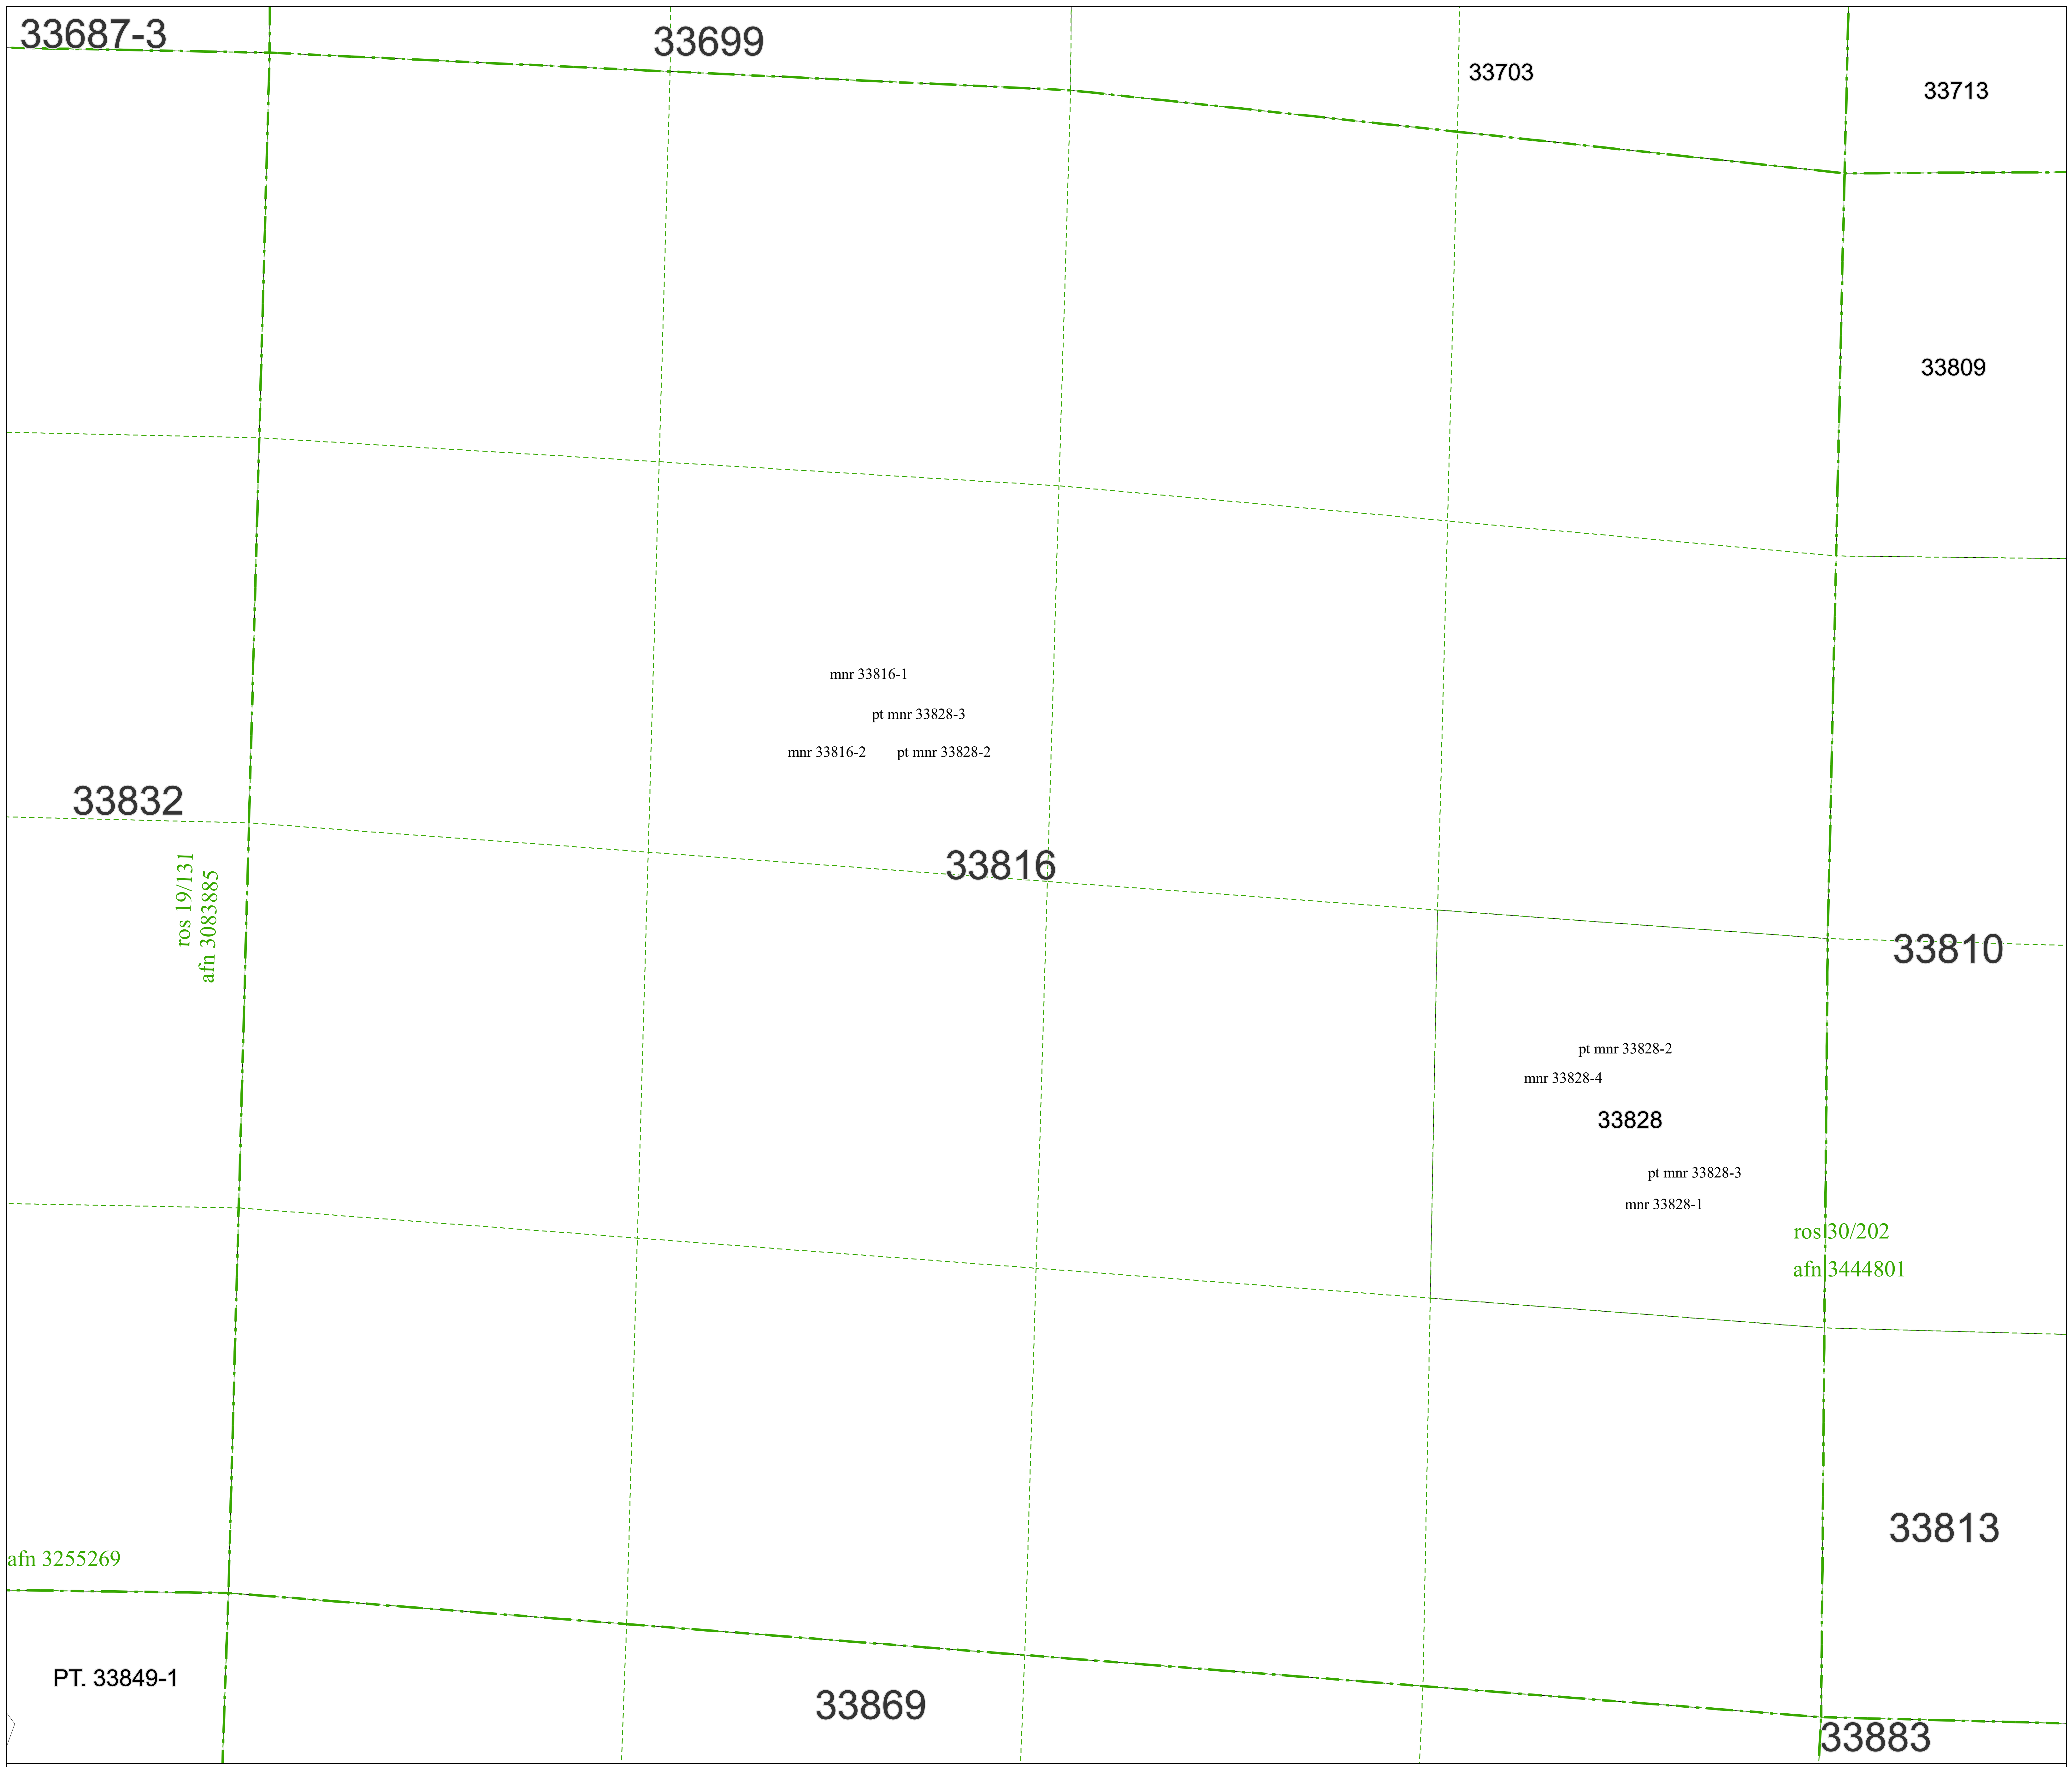 33687-3
33699
33703
33713
33809
mnr 33816-1
pt mnr 33828-3
mnr 33816-2
pt mnr 33828-2
33832
33816
ros 19/131
afn 3083885
33810
pt mnr 33828-2
mnr 33828-4
33828
pt mnr 33828-3
mnr 33828-1
ros 30/202
afn 3444801
33813
afn 3255269
PT. 33849-1
33869
33883